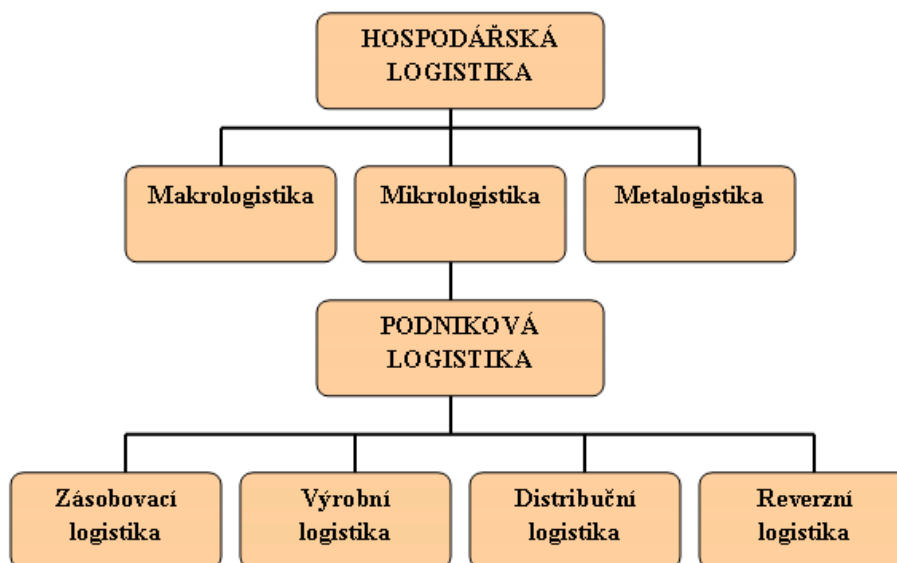 HOSPODÁŘSKÁ
LOGISTIKA
Makrologistika
Mikrologistika
Metalogistika
PODNIKOVÁ
LOGISTIKA
Zásobovací
logistika
Výrobní
logistika
Distribuční
logistika
Reverzní
logistika